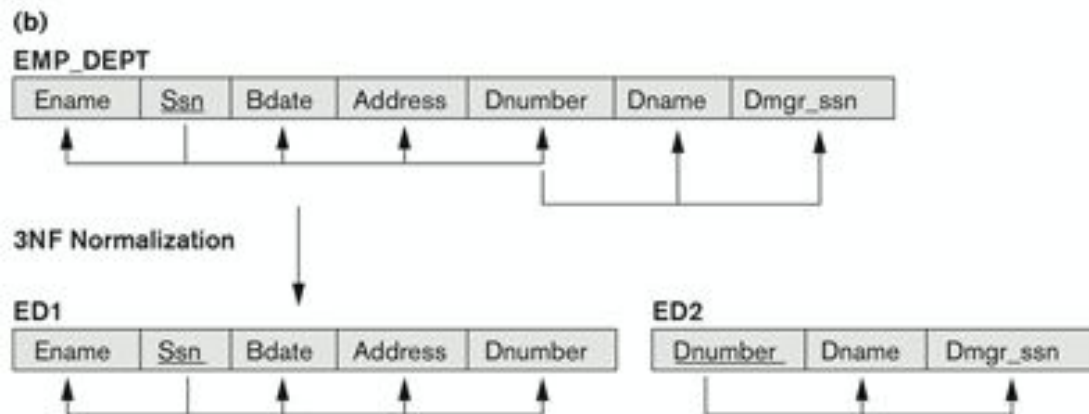 (b)
EMP_DEPT
Ename Ssn Bdate Address Dnumber Dname Dmgr_ssn
3NF Normalization
ED1 ED2
Ename Ssn Bdate Address Dnumber Dnumber Dname Dmgr_ssn